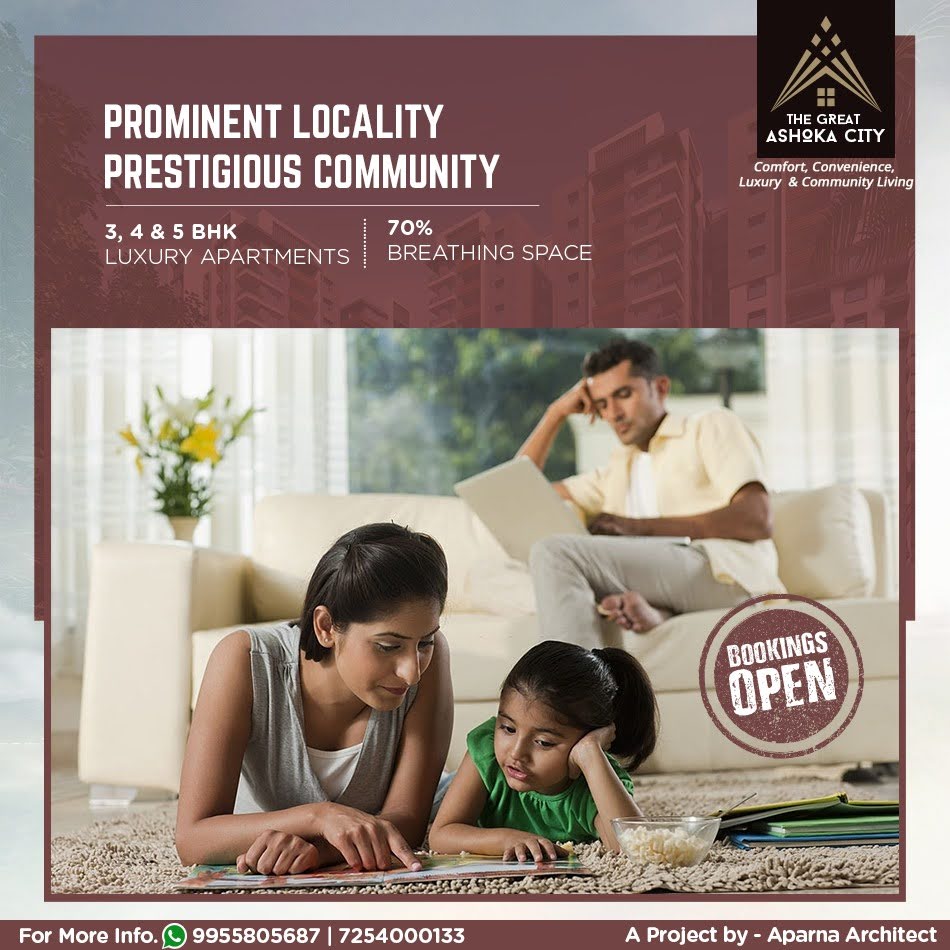 THE GREAT
ASHOKA CITY
Comfort, Convenience,
Luxury & Community Living
PROMINENT LOCALITY
PRESTIGIOUS COMMUNITY
3, 4 & 5 BHK
LUXURY APARTMENTS
70%
BREATHING SPACE
BOOKINGS
OPEN
For More Info. 9955805687 | 7254000133
A Project by - Aparna Architect